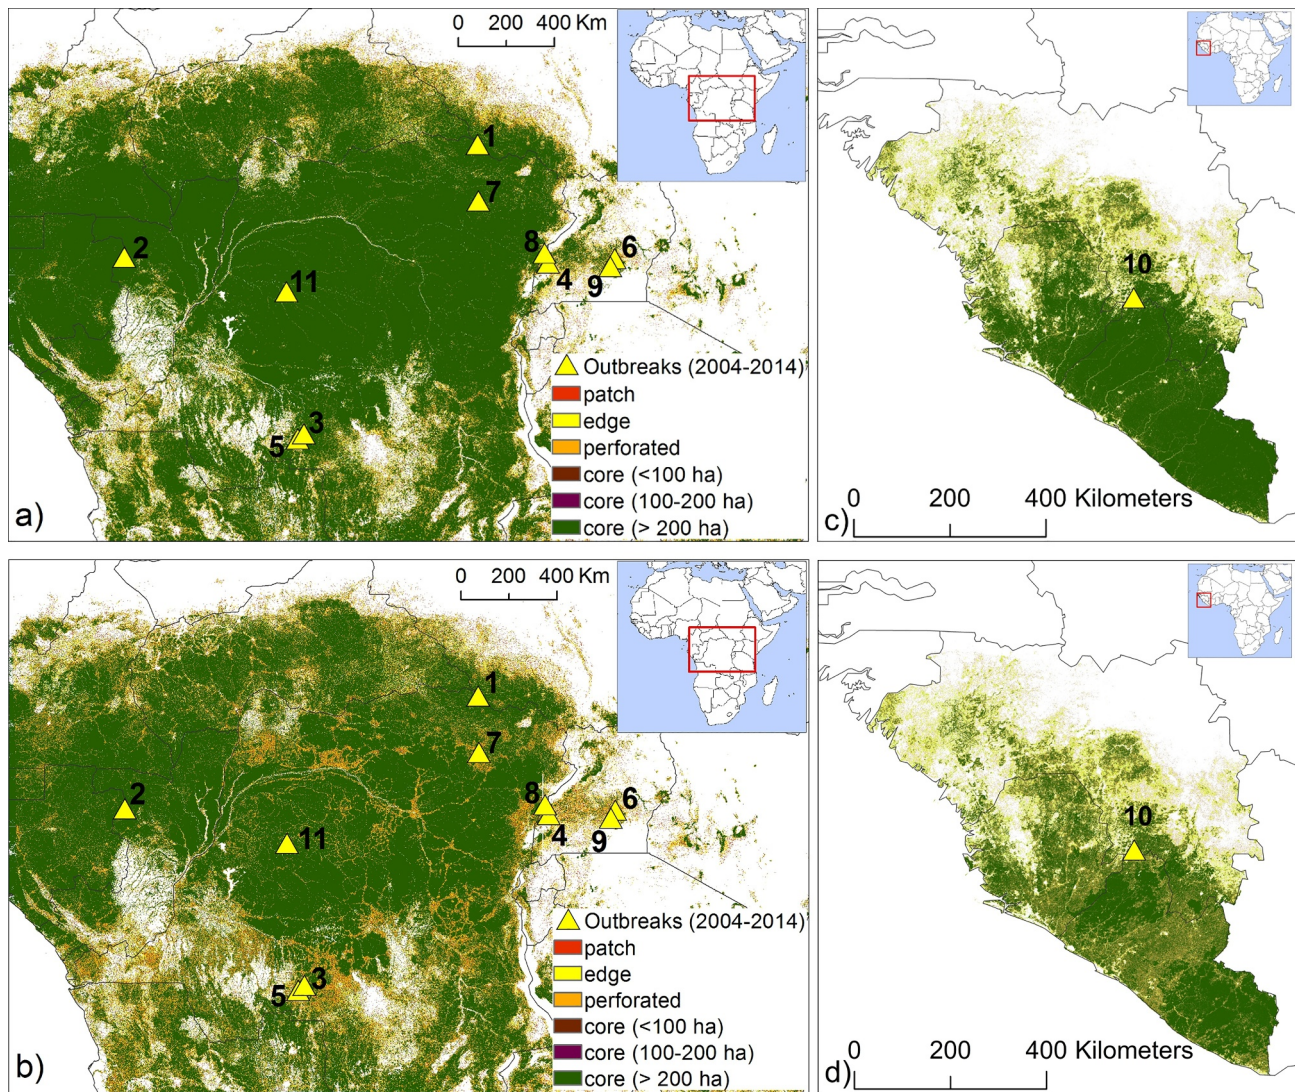 0 200 400 Km
1
7
2
8
6
11
4
9
3
5
Outbreaks (2004-2014)
patch
edge
perforated
core (<100 ha)
core (100-200 ha)
core (> 200 ha)
a)
10
0 200 400 Kilometers
c)
0 200 400 Km
1
7
2
8
6
11
4
9
3
5
Outbreaks (2004-2014)
patch
edge
perforated
core (<100 ha)
core (100-200 ha)
core (> 200 ha)
b)
10
0 200 400 Kilometers
d)